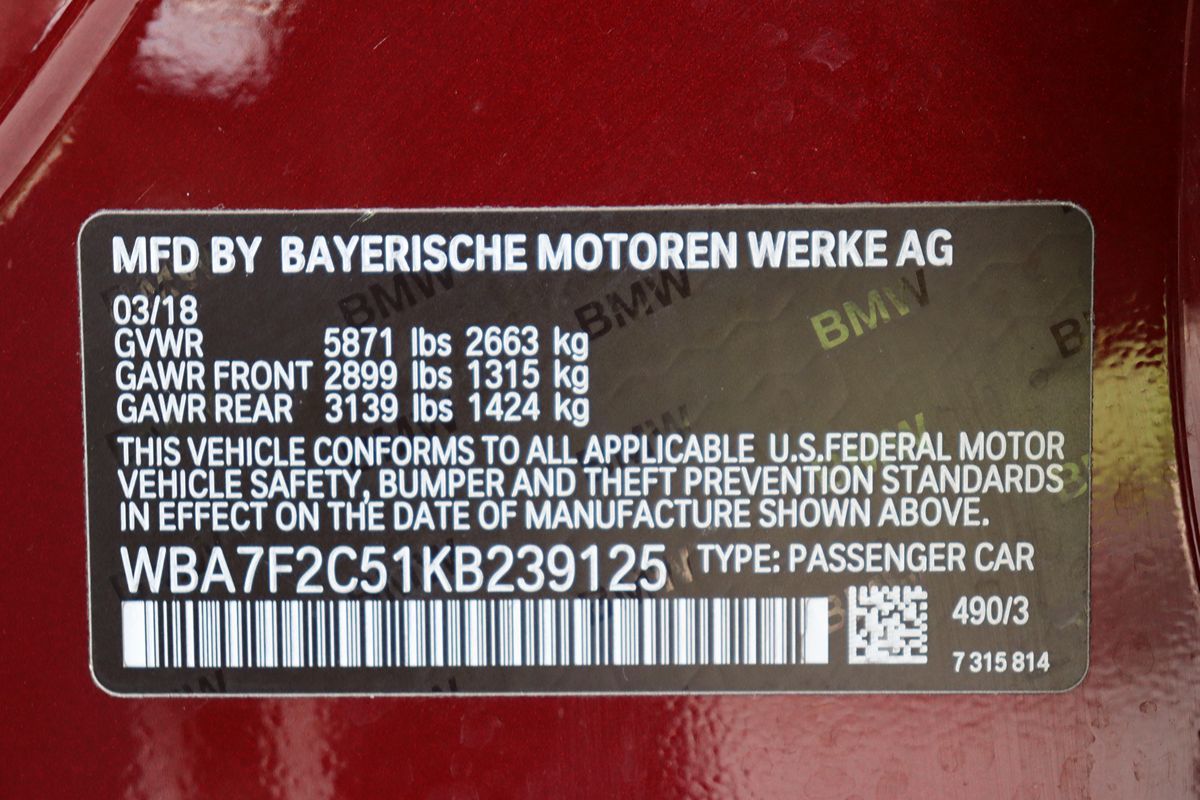 MFD BY BAYERISCHE MOTOREN WERKE AG
03/18
GVWR 5871 lbs 2663 kg
GAWR FRONT 2899 lbs 1315 kg
GAWR REAR 3139 lbs 1424 kg
THIS VEHICLE CONFORMS TO ALL APPLICABLE U.S.FEDERAL MOTOR
VEHICLE SAFETY, BUMPER AND THEFT PREVENTION STANDARDS
IN EFFECT ON THE DATE OF MANUFACTURE SHOWN ABOVE.
WBA7F2C51KB239125 TYPE: PASSENGER CAR
490/3
7 315 814
BMW
BMW
BMW